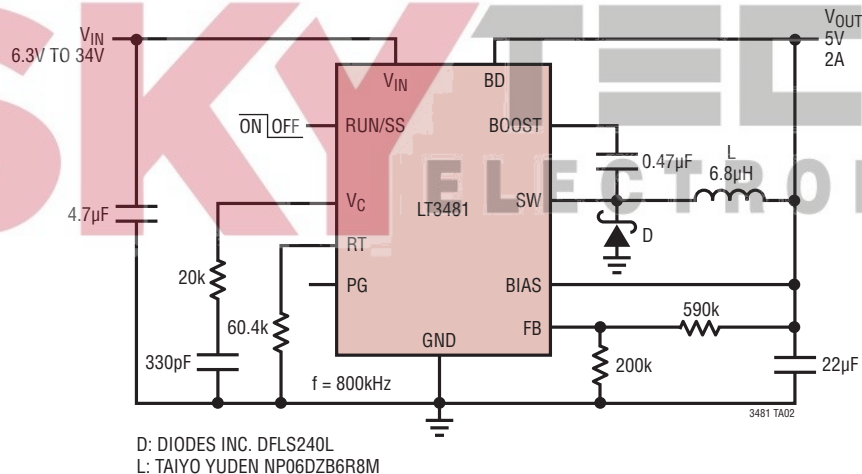 SKY TEC
ELECTRO
VIN
6.3V TO 34V
VOUT
5V
2A
VIN
BD
ON OFF
RUN/SS
BOOST
0.47µF
L
6.8µH
4.7µF
VC
LT3481
SW
D
RT
20k
PG
BIAS
60.4k
590k
FB
GND
330pF
f = 800kHz
200k
22µF
3481 TA02
D: DIODES INC. DFLS240L
L: TAIYO YUDEN NP06DZB6R8M